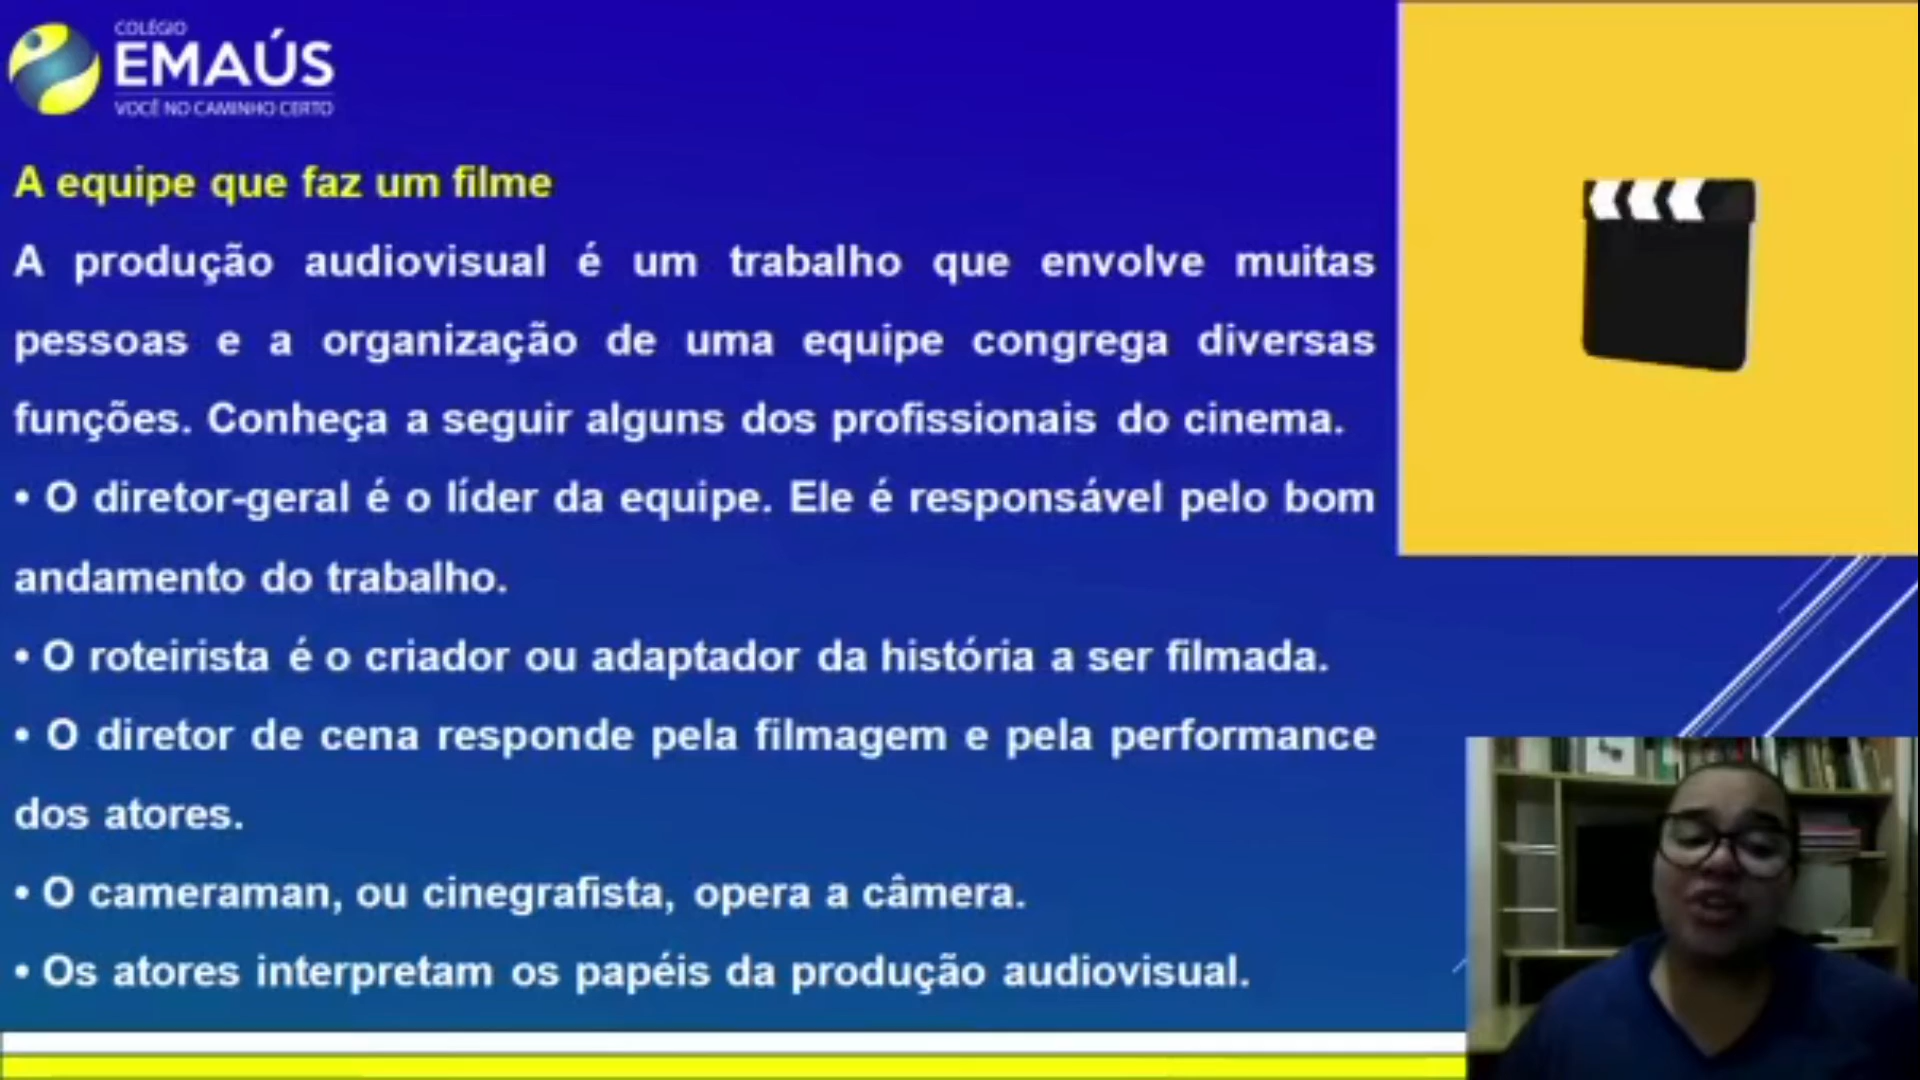 COLÉGIO
EMAÚS
VOCÊ NO CAMINHO CERTO
A equipe que faz um filme
A produção audiovisual é um trabalho que envolve muitas
pessoas e a organização de uma equipe congrega diversas
funções. Conheça a seguir alguns dos profissionais do cinema.
• O diretor-geral é o líder da equipe. Ele é responsável pelo bom
andamento do trabalho.
• O roteirista é o criador ou adaptador da história a ser filmada.
• O diretor de cena responde pela filmagem e pela performance
dos atores.
• O cameraman, ou cinegrafista, opera a câmera.
• Os atores interpretam os papéis da produção audiovisual.